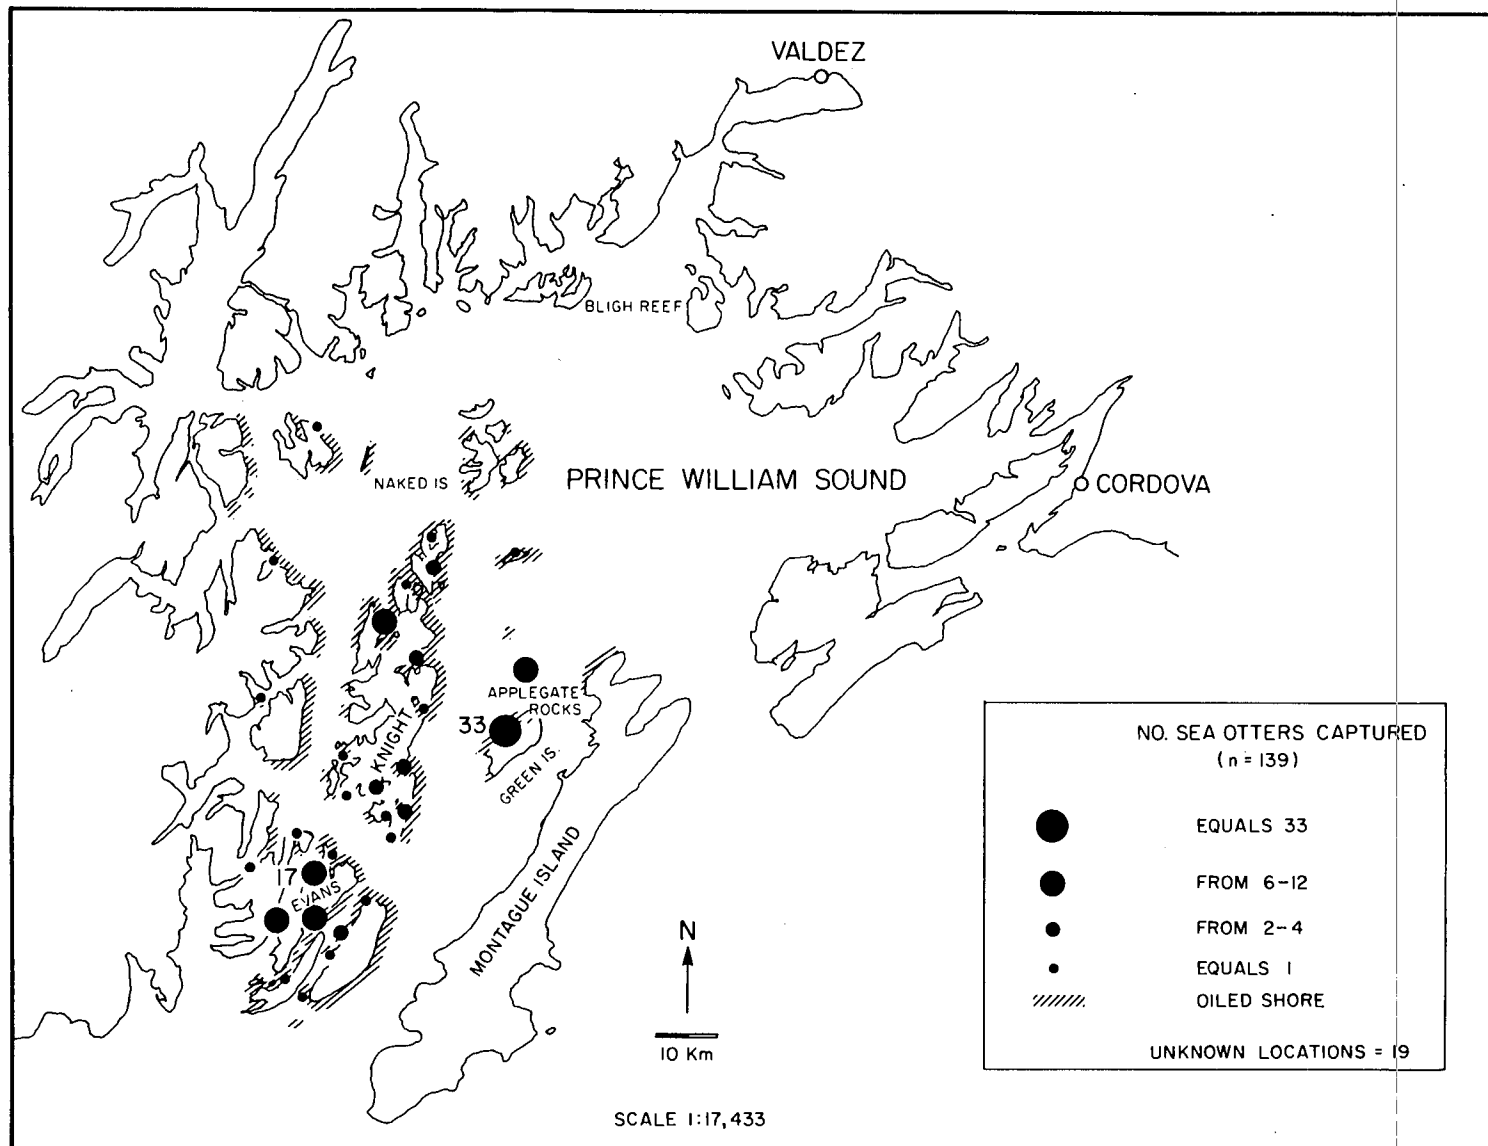 VALDEZ
BLIGH REEF
NAKED IS
PRINCE WILLIAM SOUND
CORDOVA
APPLEGATE
ROCKS
33
KNIGHT
GREEN IS.
17
EVANS
MONTAGUE ISLAND
N
10 Km
SCALE 1:17,433
NO. SEA OTTERS CAPTURED
(n = 139)
EQUALS 33
FROM 6-12
FROM 2-4
EQUALS 1
OILED SHORE
UNKNOWN LOCATIONS = 19